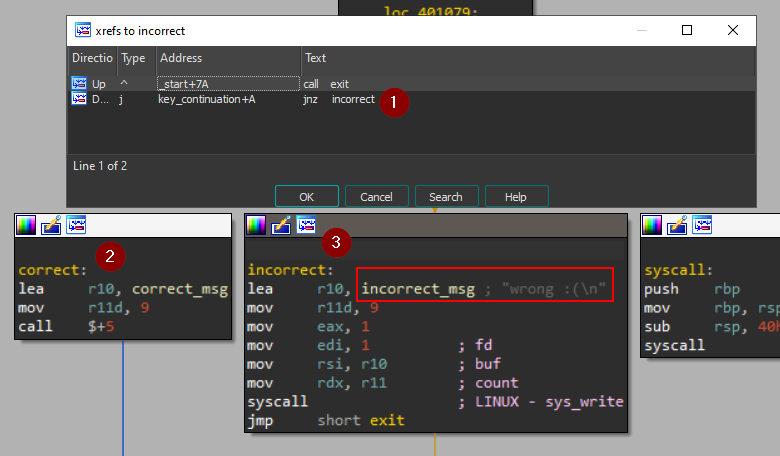 loc_401079:
xrefs to incorrect
Directio Type Address Text
Up ^ _start+7A call exit
D... j key_continuation+A jnz incorrect
1
Line 1 of 2
OK Cancel Search Help
2
correct:
lea r10, correct_msg
mov r11d, 9
call $+5
3
incorrect:
lea r10, incorrect_msg ; "wrong :(\n"
mov r11d, 9
mov eax, 1
mov edi, 1 ; fd
mov rsi, r10 ; buf
mov rdx, r11 ; count
syscall ; LINUX - sys_write
jmp short exit
syscall:
push rbp
mov rbp, rsp
sub rsp, 40h
syscall